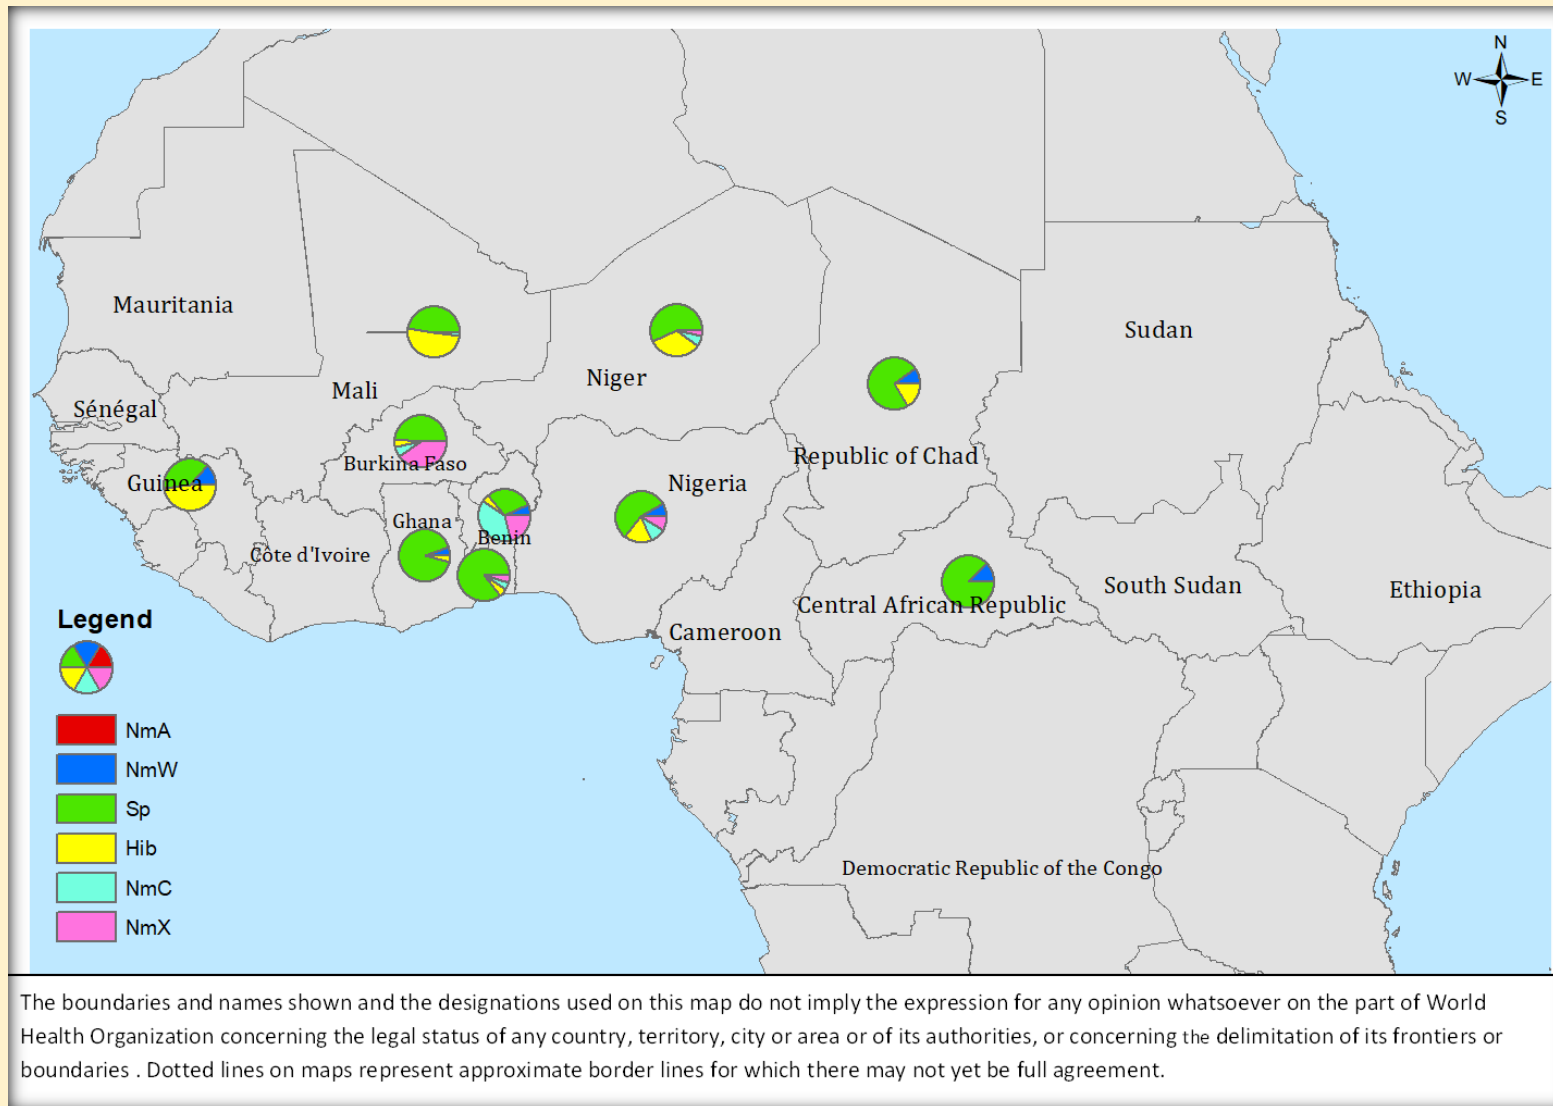 N
W E
S
Mauritania
Sudan
Niger
Mali
Sénégal
Republic of Chad
Burkina Faso
Guinea
Nigeria
Ghana
Benin
Côte d'Ivoire
South Sudan
Ethiopia
Central African Republic
Cameroon
Legend
NmA
NmW
Sp
Hib
NmC
NmX
Democratic Republic of the Congo
The boundaries and names shown and the designations used on this map do not imply the expression for any opinion whatsoever on the part of World
Health Organization concerning the legal status of any country, territory, city or area or of its authorities, or concerning the delimitation of its frontiers or
boundaries . Dotted lines on maps represent approximate border lines for which there may not yet be full agreement.